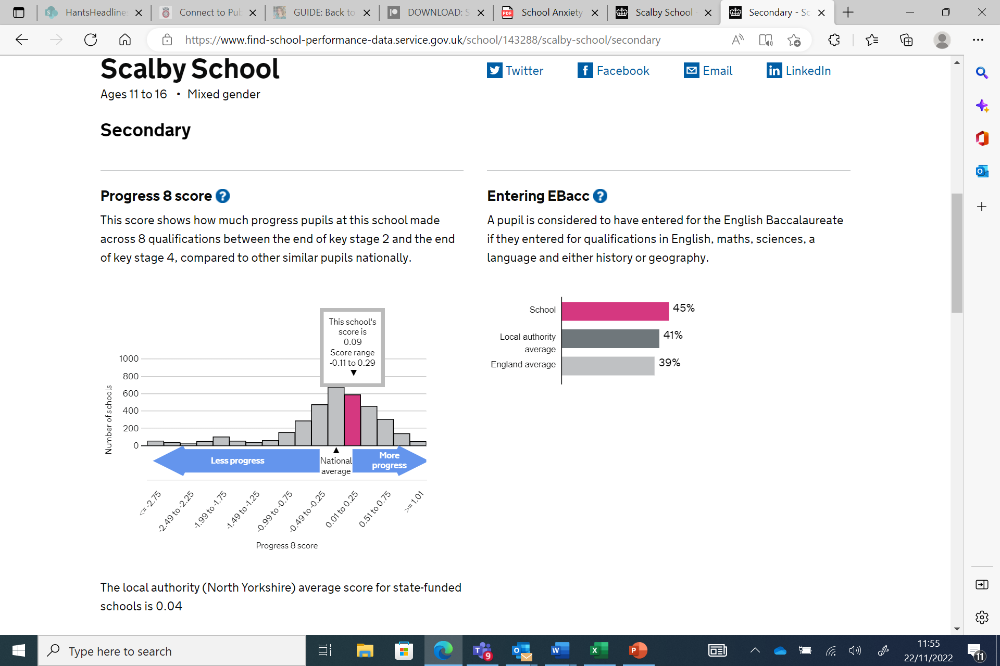 HantsHeadline
Connect to Pub
GUIDE: Back to
DOWNLOAD: S
School Anxiety
Scalby School -
Secondary - Sc
https://www.find-school-performance-data.service.gov.uk/school/143288/scalby-school/secondary
Scalby School
Twitter
Facebook
Email
LinkedIn
Ages 11 to 16 • Mixed gender
Secondary
Progress 8 score ?
This score shows how much progress pupils at this school made
across 8 qualifications between the end of key stage 2 and the end
of key stage 4, compared to other similar pupils nationally.
This school's
score is
0.09
Score range
-0.11 to 0.29
1000
800
600
400
200
0
Number of schools
Less progress
National
average
More
progress
<= -2.75
-2.49 to -2.25
-1.99 to -1.75
-1.49 to -1.25
-0.99 to -0.75
-0.49 to -0.25
0.01 to 0.25
0.51 to 0.75
>= 1.01
Progress 8 score
The local authority (North Yorkshire) average score for state-funded
schools is 0.04
Entering EBacc ?
A pupil is considered to have entered for the English Baccalaureate
if they entered for qualifications in English, maths, sciences, a
language and either history or geography.
School
45%
Local authority
average
41%
England average
39%
Type here to search
9
11:55
22/11/2022
11